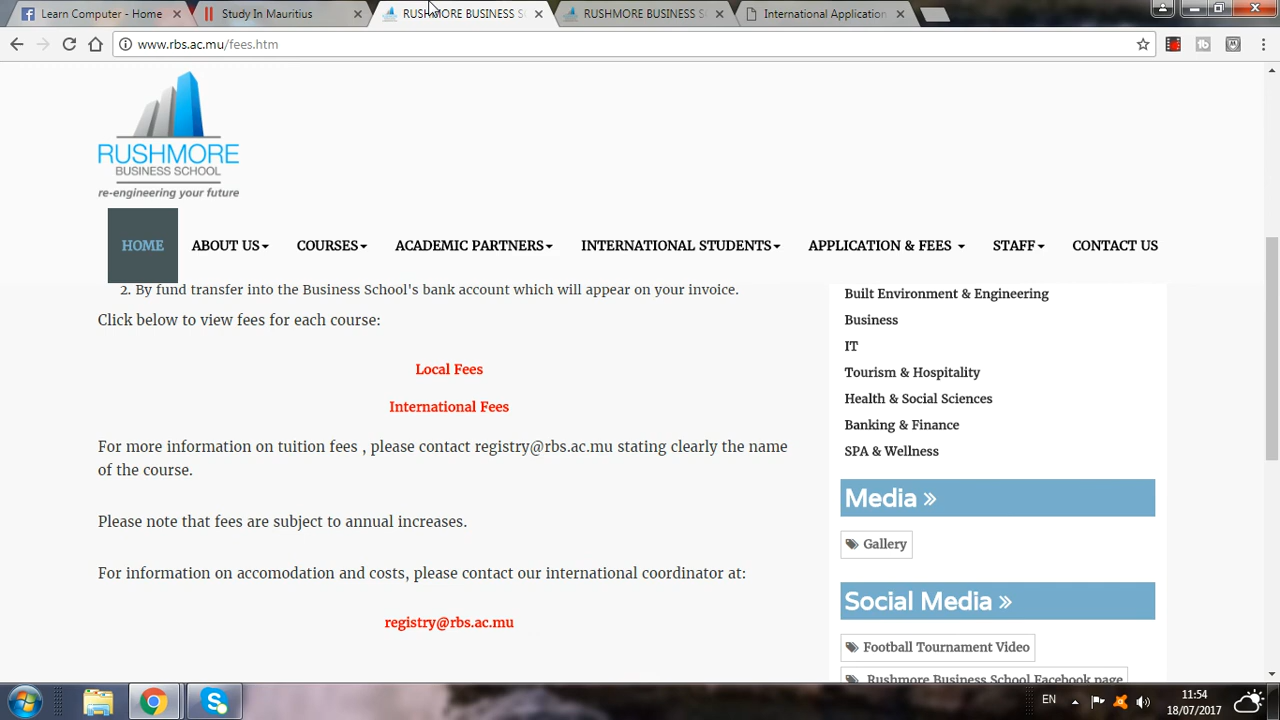 Learn Computer - Home
Study In Mauritius
RUSHMORE BUSINESS S
RUSHMORE BUSINESS S
International Application
www.rbs.ac.mu/fees.htm
RUSHMORE
BUSINESS SCHOOL
re-engineering your future
HOME ABOUT US COURSES ACADEMIC PARTNERS INTERNATIONAL STUDENTS APPLICATION & FEES STAFF CONTACT US
2. By fund transfer into the Business School's bank account which will appear on your invoice.
Click below to view fees for each course:
Local Fees
International Fees
For more information on tuition fees , please contact registry@rbs.ac.mu stating clearly the name
of the course.
Please note that fees are subject to annual increases.
For information on accomodation and costs, please contact our international coordinator at:
registry@rbs.ac.mu
Built Environment & Engineering
Business
IT
Tourism & Hospitality
Health & Social Sciences
Banking & Finance
SPA & Wellness
Media »
Gallery
Social Media »
Football Tournament Video
Rushmore Business School Facebook page
EN
11:54
18/07/2017